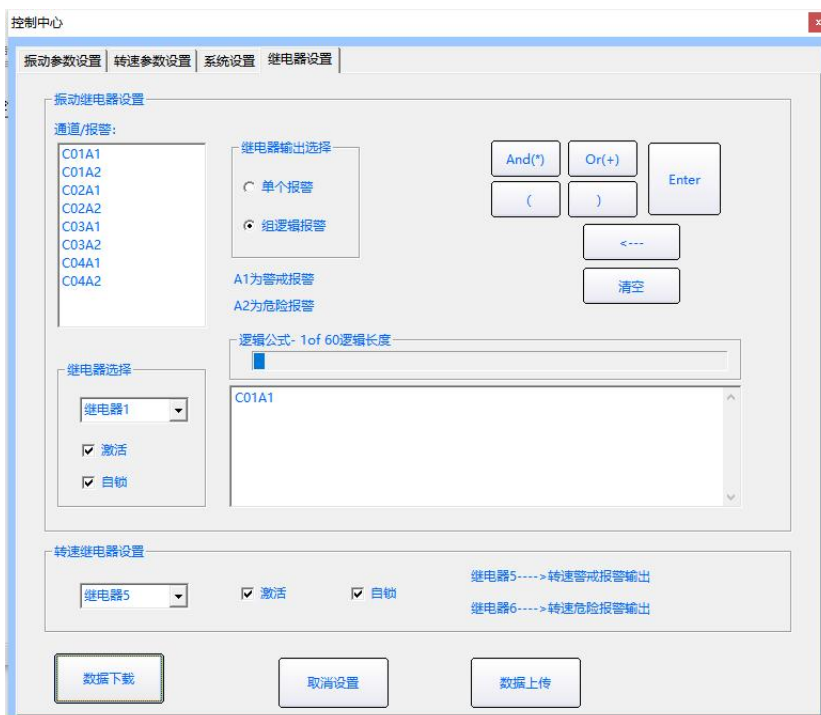 控制中心
振动参数设置 转速参数设置 系统设置 继电器设置
振动继电器设置
通道/报警:
C01A1
C01A2
C02A1
C02A2
C03A1
C03A2
C04A1
C04A2
继电器输出选择
单个报警
组逻辑报警
A1为警戒报警
A2为危险报警
And(*) Or(+) Enter
( )
<---
清空
逻辑公式- 1of 60逻辑长度
C01A1
继电器选择
继电器1
激活
自锁
转速继电器设置
继电器5 激活 自锁
继电器5---->转速警戒报警输出
继电器6---->转速危险报警输出
数据下载 取消设置 数据上传